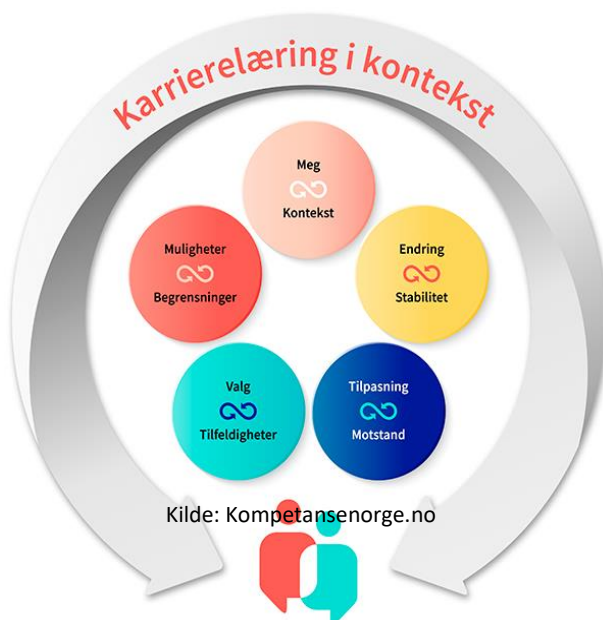 Karrierelæring i kontekst
Meg
Kontekst
Muligheter
Begrensninger
Endring
Stabilitet
Valg
Tilfeldigheter
Tilpasning
Motstand
Kilde: Kompetansenorge.no